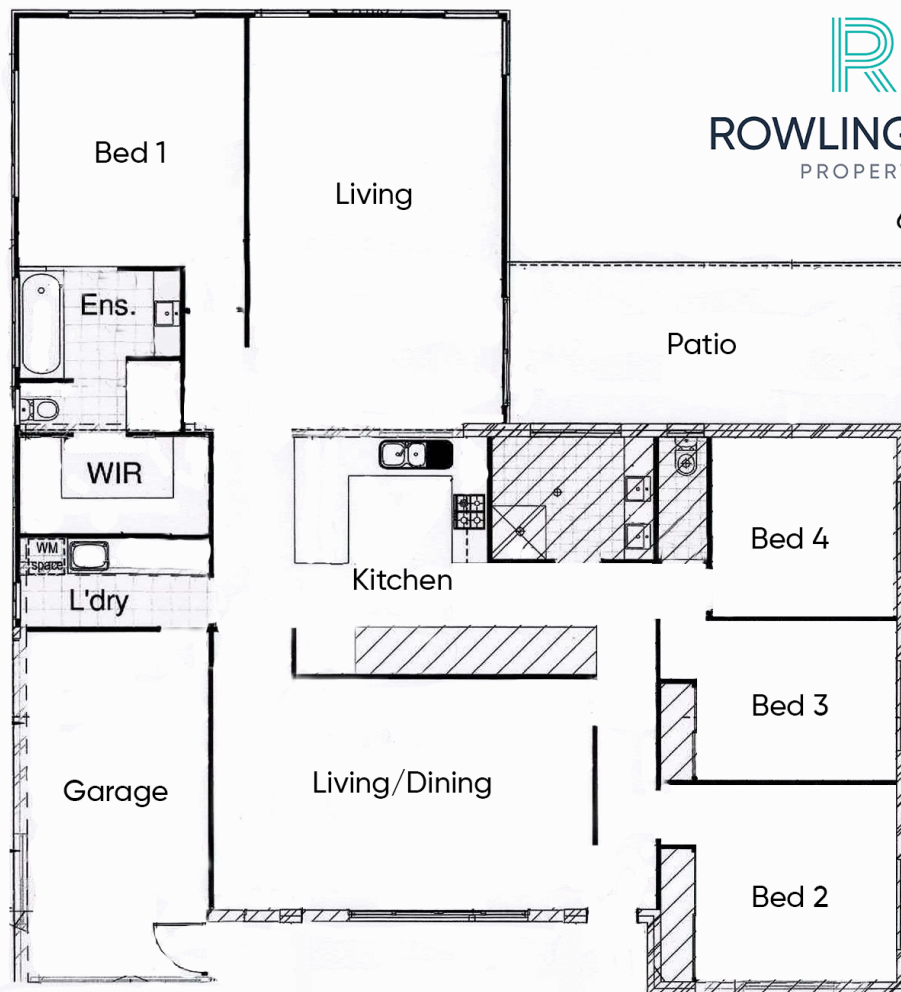 R
ROWLING
PROPER
Bed 1
Living
Ens.
Patio
WIR
WM
space
L'dry
Kitchen
Bed 4
Bed 3
Garage
Living/Dining
Bed 2